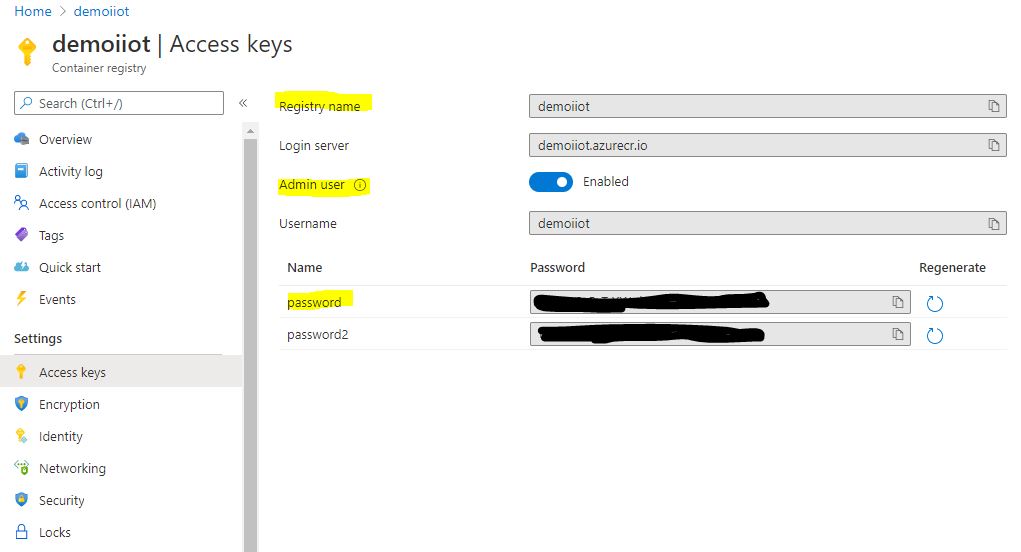 Home > demoiiot
demoiiot | Access keys
Container registry
Search (Ctrl+/)
«
Overview
Activity log
Access control (IAM)
Tags
Quick start
Events
Settings
Access keys
Encryption
Identity
Networking
Security
Locks
Registry name demoiiot
Login server demoiiot.azurecr.io
Admin user Enabled
Username demoiiot
Name Password Regenerate
password
password2